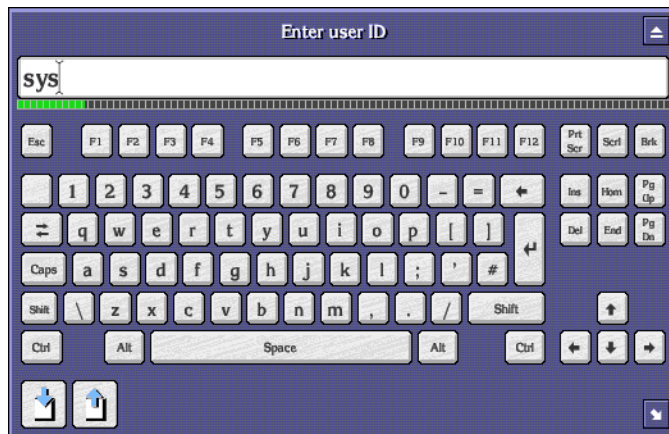 Enter user ID
sys
Esc F1 F2 F3 F4 F5 F6 F7 F8 F9 F10 F11 F12 Prt Scr Scrl Brk
1 2 3 4 5 6 7 8 9 0 - = Ins Hom Pg Up
q w e r t y u i o p [ ] Del End Pg Dn
Caps a s d f g h j k l ; ' #
Shift \ z x c v b n m , . / Shift
Ctrl Alt Space Alt Ctrl